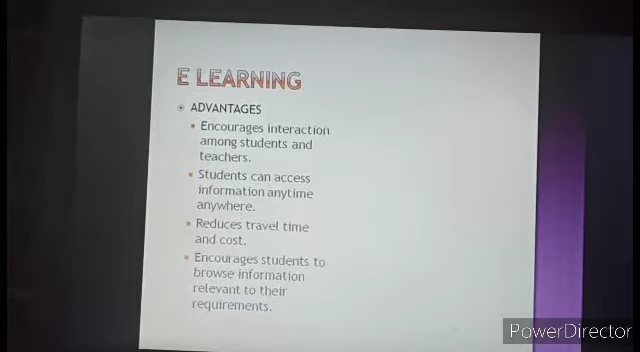 E LEARNING
ADVANTAGES
Encourages interaction
among students and
teachers.
Students can access
information anytime
anywhere.
Reduces travel time
and cost.
Encourages students to
browse information
relevant to their
requirements.
PowerDirector